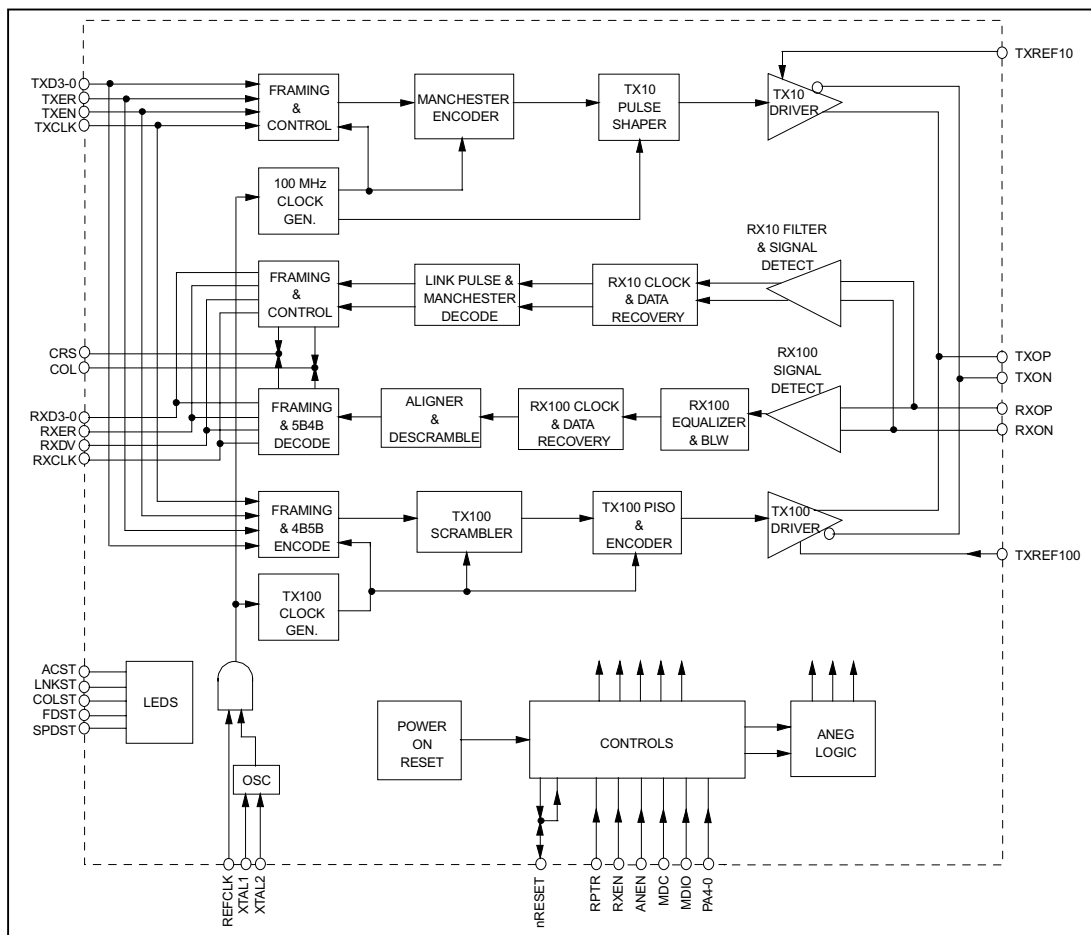 TXREF10
TXD3-0
TXER
TXEN
TXCLK
FRAMING
&
CONTROL
MANCHESTER
ENCODER
TX10
PULSE
SHAPER
TX10
DRIVER
100 MHz
CLOCK
GEN.
FRAMING
&
CONTROL
LINK PULSE &
MANCHESTER
DECODE
RX10 CLOCK
& DATA
RECOVERY
RX10 FILTER
& SIGNAL
DETECT
CRS
COL
TXOP
TXON
RXD3-0
RXER
RXDV
RXCLK
FRAMING
& 5B4B
DECODE
ALIGNER
&
DESCRAMBLE
RX100 CLOCK
& DATA
RECOVERY
RX100
EQUALIZER
& BLW
RX100
SIGNAL
DETECT
RXOP
RXON
FRAMING
& 4B5B
ENCODE
TX100
SCRAMBLER
TX100 PISO
&
ENCODER
TX100
DRIVER
TXREF100
TX100
CLOCK
GEN.
ACST
LNKST
COLST
FDST
SPDST
LEDS
OSC
POWER
ON
RESET
CONTROLS
ANEG
LOGIC
REFCLK
XTAL1
XTAL2
nRESET
RPTR
RXEN
ANEN
MDC
MDIO
PA4-0